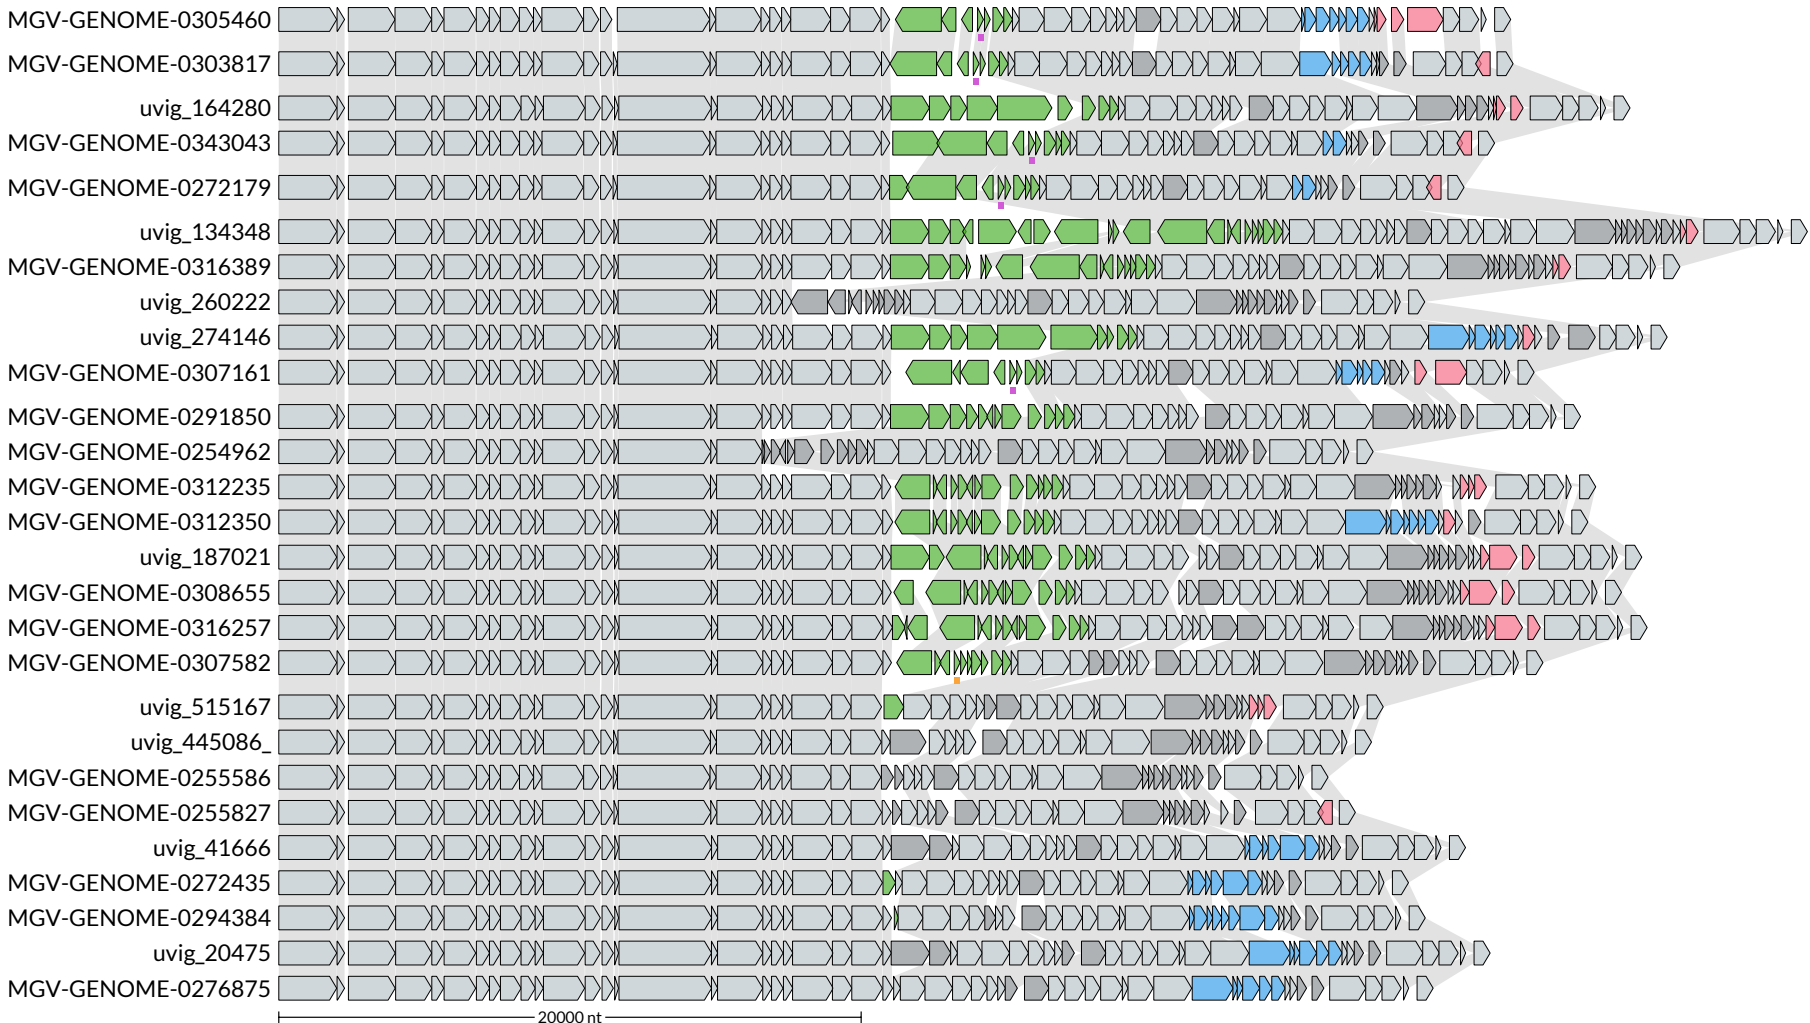 MGV-GENOME-0305460
MGV-GENOME-0303817
uvig_164280
MGV-GENOME-0343043
MGV-GENOME-0272179
uvig_134348
MGV-GENOME-0316389
uvig_260222
uvig_274146
MGV-GENOME-0307161
MGV-GENOME-0291850
MGV-GENOME-0254962
MGV-GENOME-0312235
MGV-GENOME-0312350
uvig_187021
MGV-GENOME-0308655
MGV-GENOME-0316257
MGV-GENOME-0307582
uvig_515167
uvig_445086_
MGV-GENOME-0255586
MGV-GENOME-0255827
uvig_41666
MGV-GENOME-0272435
MGV-GENOME-0294384
uvig_20475
MGV-GENOME-0276875
20000 nt